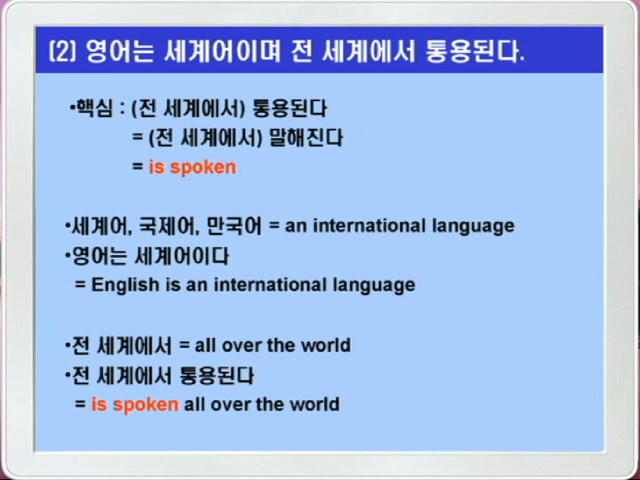 (2) 영어는 세계어이며 전 세계에서 통용된다.
•핵심 : (전 세계에서) 통용된다
= (전 세계에서) 말해진다
= is spoken
•세계어, 국제어, 만국어 = an international language
•영어는 세계어이다
= English is an international language
•전 세계에서 = all over the world
•전 세계에서 통용된다
= is spoken all over the world